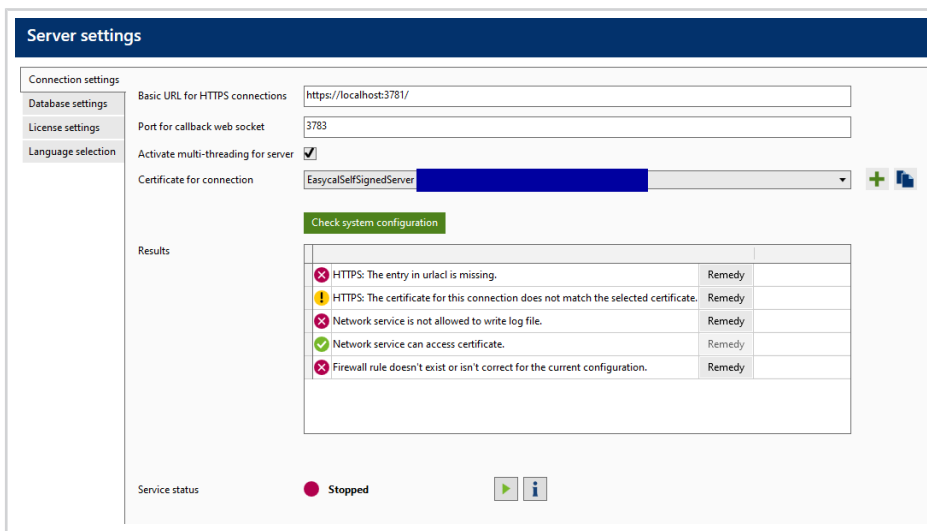 Server settings
Connection settings
Database settings
License settings
Language selection
Basic URL for HTTPS connections https://localhost:3781/
Port for callback web socket 3783
Activate multi-threading for server
Certificate for connection EasycalSelfSignedServer
Check system configuration
Results
HTTPS: The entry in urlacl is missing. Remedy
HTTPS: The certificate for this connection does not match the selected certificate. Remedy
Network service is not allowed to write log file. Remedy
Network service can access certificate. Remedy
Firewall rule doesn't exist or isn't correct for the current configuration. Remedy
Service status Stopped